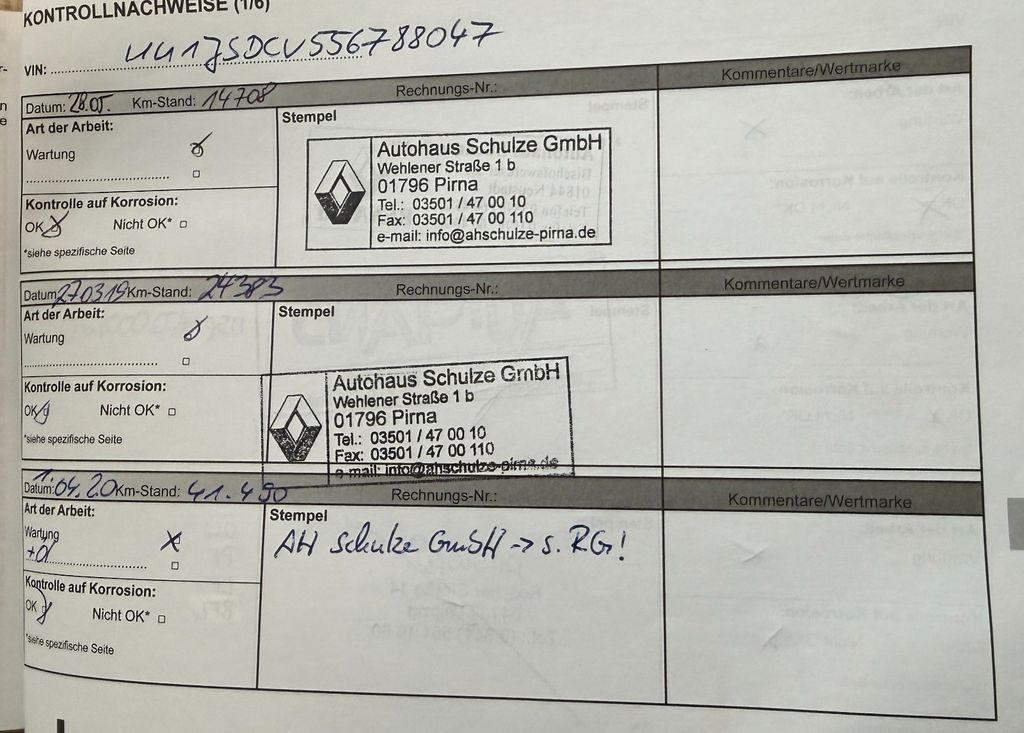 KONTROLLNACHWEISE (1/6)
VIN: UU17SDCV556788047
Datum: 28.05. Km-Stand: 14708 Rechnungs-Nr.: Kommentare/Wertmarke
Art der Arbeit: Stempel
Wartung
Autohaus Schulze GmbH
Wehlener Straße 1 b
01796 Pirna
Tel.: 03501 / 47 00 10
Fax: 03501 / 47 00 110
e-mail: info@ahschulze-pirna.de
Kontrolle auf Korrosion:
OK Nicht OK*
*siehe spezifische Seite
Datum: 270319 Km-Stand: 24383 Rechnungs-Nr.: Kommentare/Wertmarke
Art der Arbeit: Stempel
Wartung
Autohaus Schulze GmbH
Wehlener Straße 1 b
01796 Pirna
Tel.: 03501 / 47 00 10
Fax: 03501 / 47 00 110
e-mail: info@ahschulze-pirna.de
Kontrolle auf Korrosion:
OK Nicht OK*
*siehe spezifische Seite
Datum: 1.04.20 Km-Stand: 41.490 Rechnungs-Nr.: Kommentare/Wertmarke
Art der Arbeit: Stempel
Wartung
AH Schulze GmbH -> s. RG!
Kontrolle auf Korrosion:
OK Nicht OK*
*siehe spezifische Seite